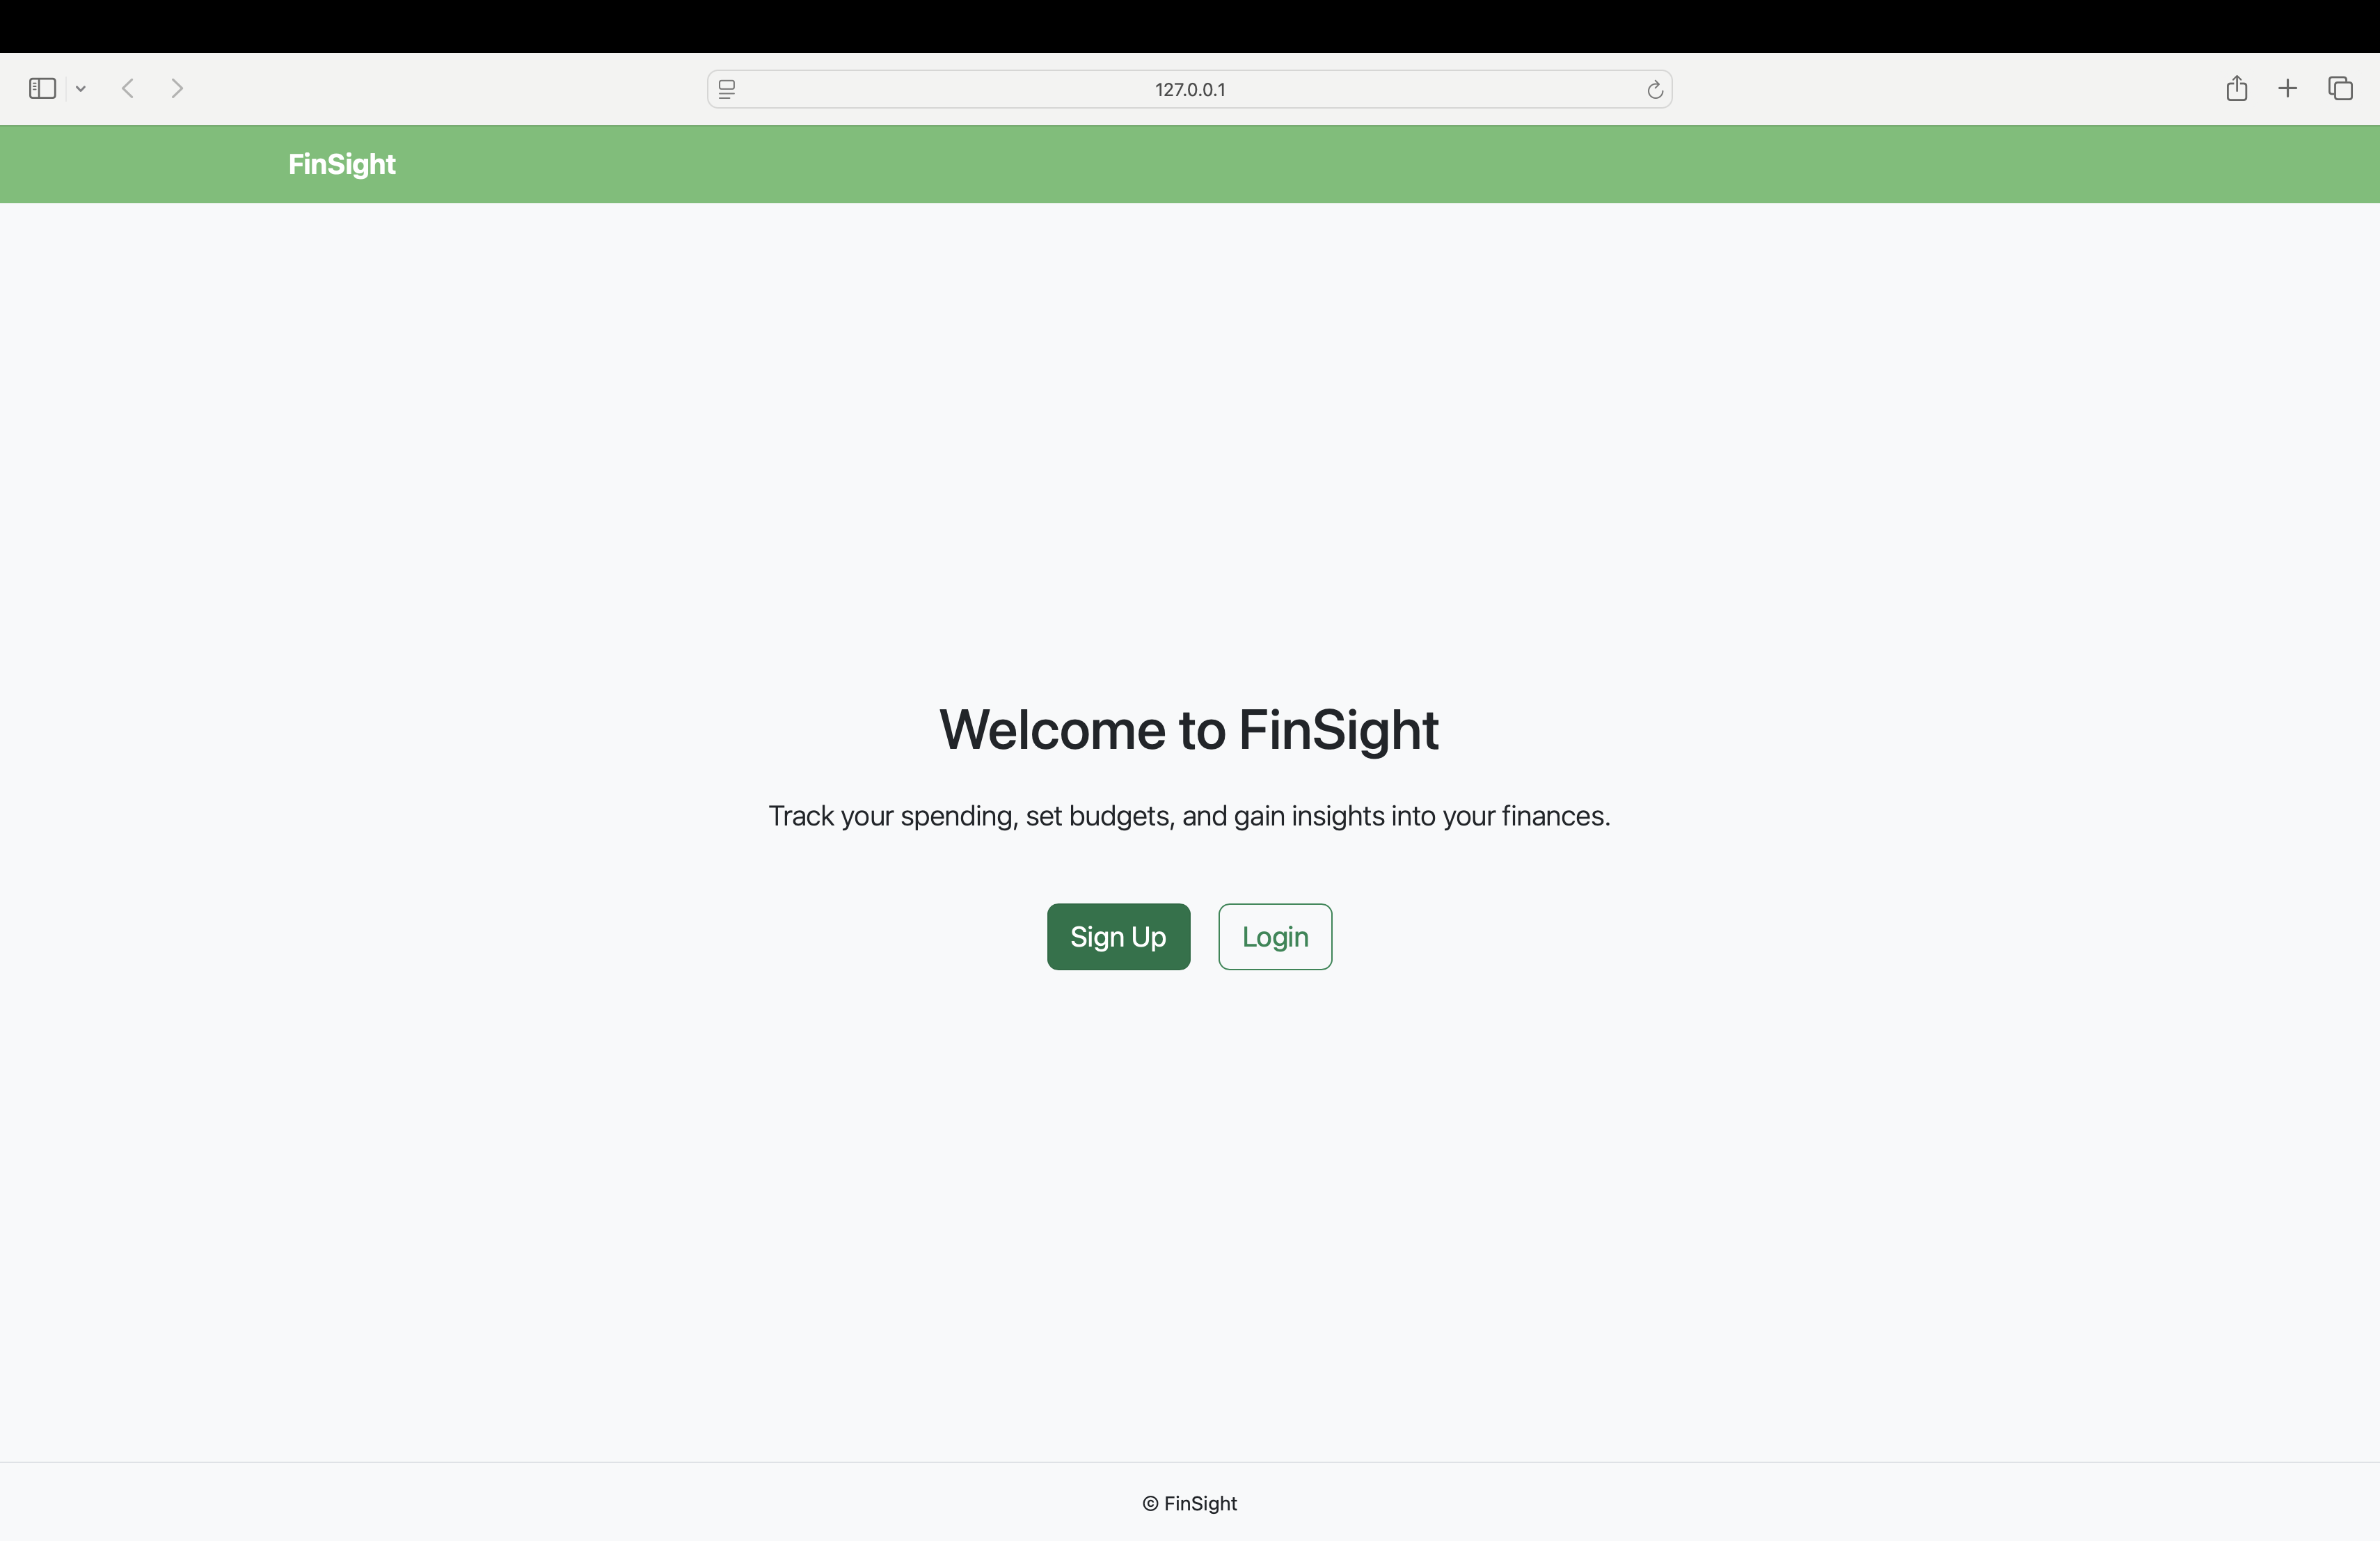 127.0.0.1
FinSight
Welcome to FinSight
Track your spending, set budgets, and gain insights into your finances.
Sign Up
Login
© FinSight